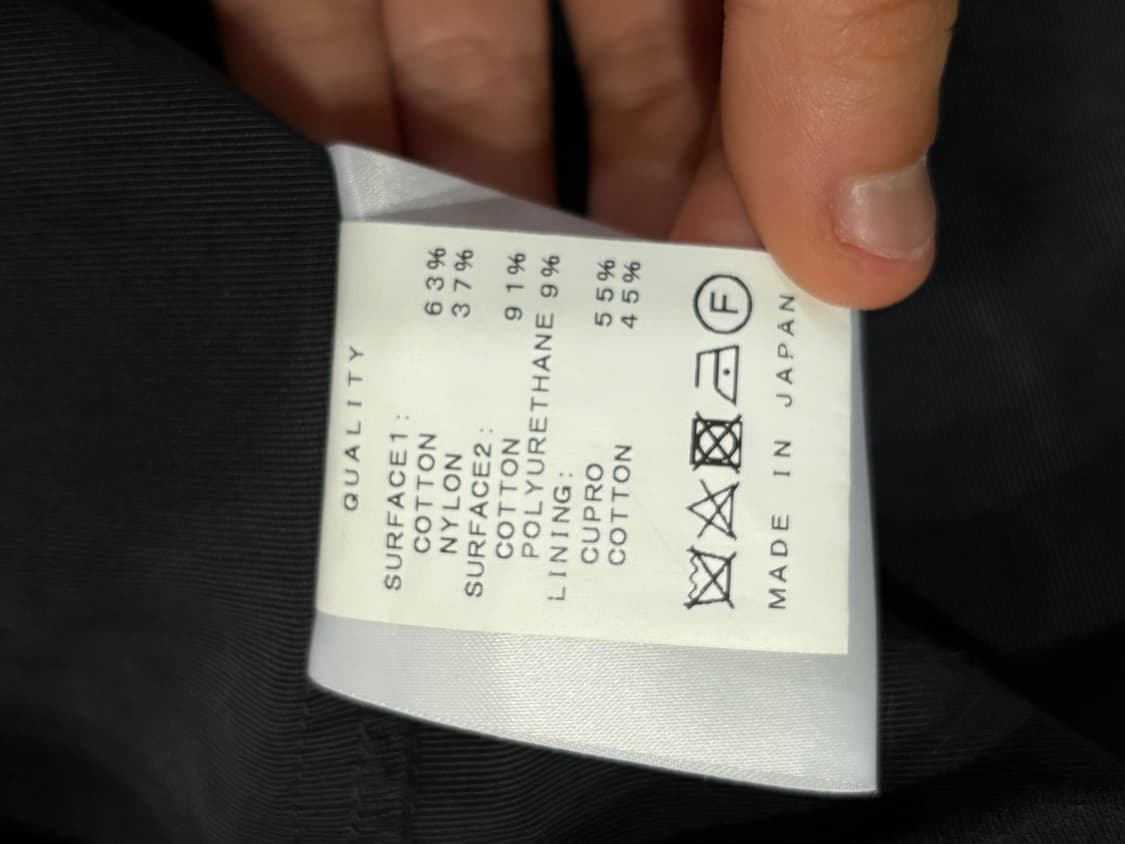 QUALITY
SURFACE1:
COTTON 63%
NYLON 37%
SURFACE2:
COTTON 91%
POLYURETHANE 9%
LINING:
CUPRO 55%
COTTON 45%
F
MADE IN JAPAN